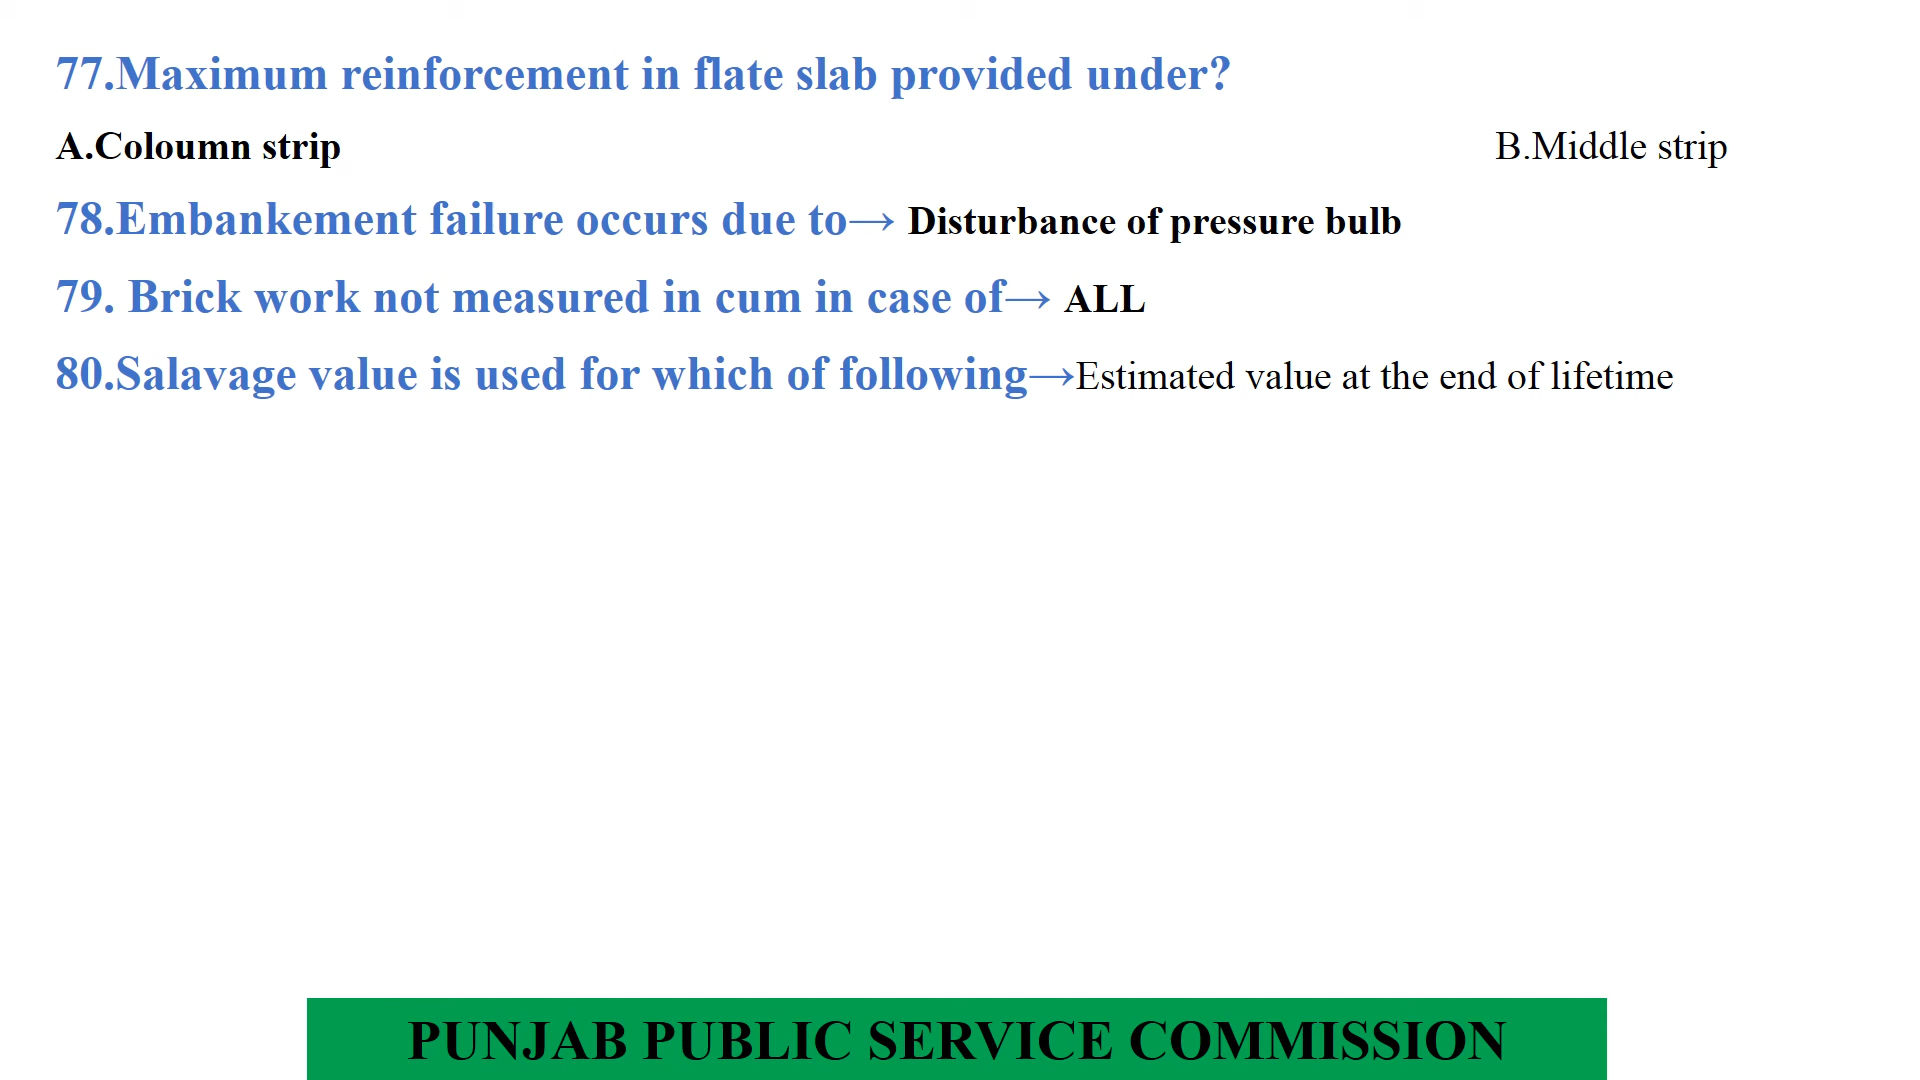 77.Maximum reinforcement in flate slab provided under?
A.Coloumn strip B.Middle strip
78.Embankement failure occurs due to→ Disturbance of pressure bulb
79. Brick work not measured in cum in case of→ ALL
80.Salavage value is used for which of following→Estimated value at the end of lifetime
PUNJAB PUBLIC SERVICE COMMISSION